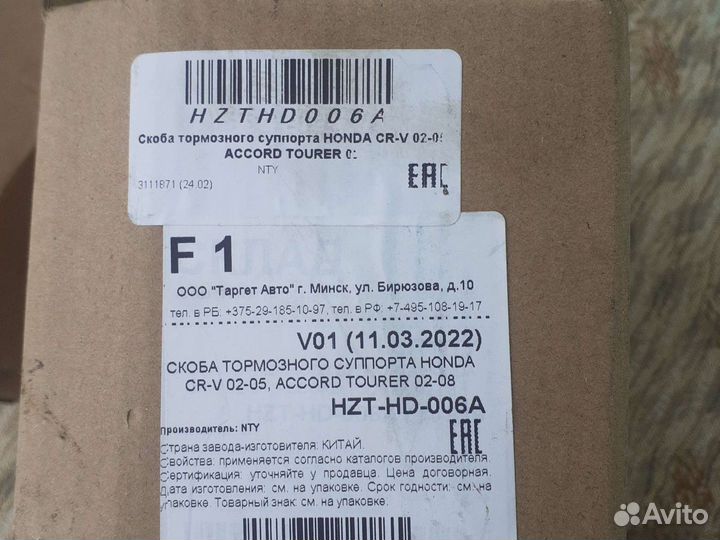 HZTHD006A
Скоба тормозного суппорта HONDA CR-V 02-05
ACCORD TOURER 02
NTY
3111871 (24.02)
EAC
F 1
ООО "Таргет Авто" г. Минск, ул. Бирюзова, д.10
тел. в РБ: +375-29-185-10-97, тел. в РФ: +7-495-108-19-17
V01 (11.03.2022)
СКОБА ТОРМОЗНОГО СУППОРТА HONDA
CR-V 02-05, ACCORD TOURER 02-08
HZT-HD-006A
Производитель: NTY
EAC
Страна завода-изготовителя: КИТАЙ.
Свойства: применяется согласно каталогов производителя.
Сертификация: уточняйте у продавца. Цена договорная.
Дата изготовления: см. на упаковке. Срок годности: см. на
упаковке. Товарный знак: см. на упаковке.
Avito